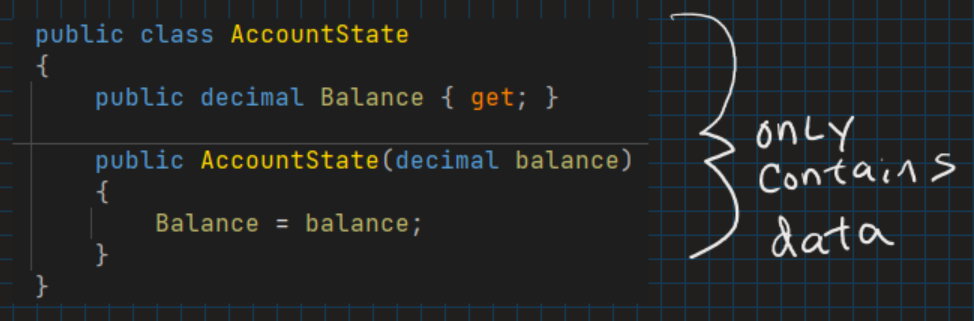 public class AccountState
{
public decimal Balance { get; }
public AccountState(decimal balance)
{
Balance = balance;
}
}
only
contains
data